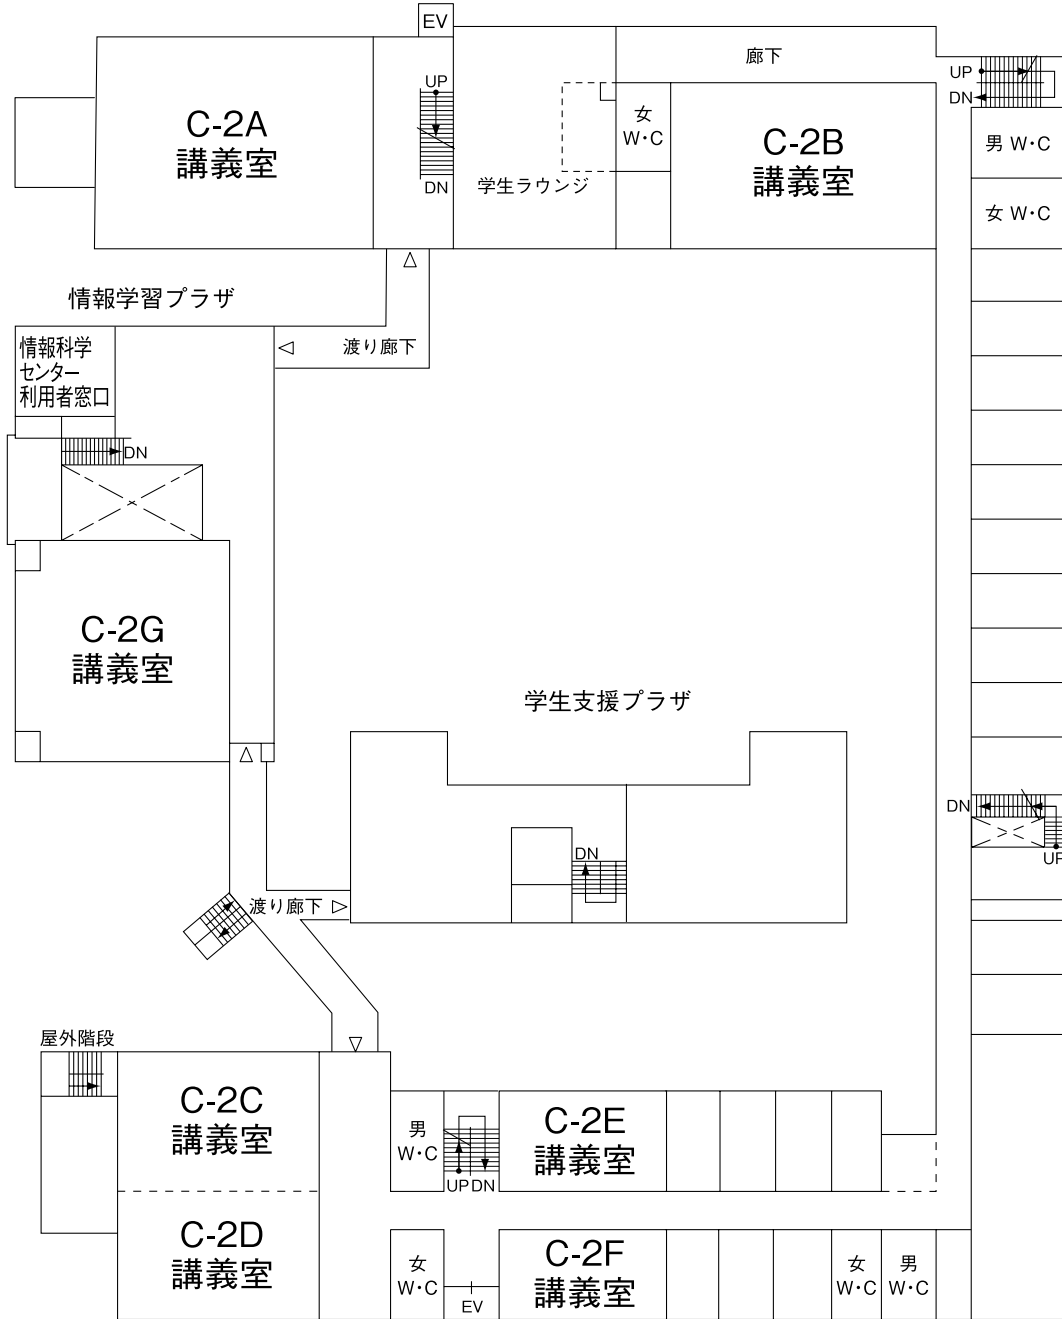 EV
廊下
UP
DN
UP
DN
C-2A
講義室
女
W・C
C-2B
講義室
学生ラウンジ
男 W・C
女 W・C
情報学習プラザ
渡り廊下
情報科学
センター
利用者窓口
DN
C-2G
講義室
学生支援プラザ
DN
UP
DN
渡り廊下
屋外階段
C-2C
講義室
男
W・C
UP DN
C-2E
講義室
C-2D
講義室
女
W・C
EV
C-2F
講義室
女
W・C
男
W・C